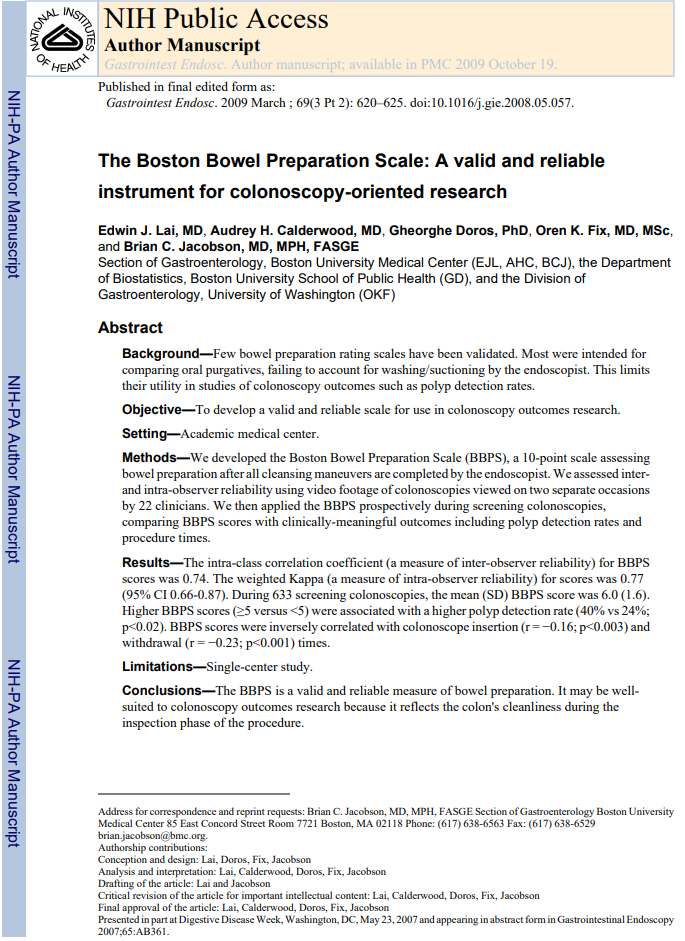 NATIONAL INSTITUTES
OF HEALTH
NIH Public Access
Author Manuscript
Gastrointest Endosc. Author manuscript; available in PMC 2009 October 19.
Published in final edited form as:
Gastrointest Endosc. 2009 March ; 69(3 Pt 2): 620–625. doi:10.1016/j.gie.2008.05.057.
The Boston Bowel Preparation Scale: A valid and reliable
instrument for colonoscopy-oriented research
Edwin J. Lai, MD, Audrey H. Calderwood, MD, Gheorghe Doros, PhD, Oren K. Fix, MD, MSc,
and Brian C. Jacobson, MD, MPH, FASGE
Section of Gastroenterology, Boston University Medical Center (EJL, AHC, BCJ), the Department
of Biostatistics, Boston University School of Public Health (GD), and the Division of
Gastroenterology, University of Washington (OKF)
Abstract
Background—Few bowel preparation rating scales have been validated. Most were intended for
comparing oral purgatives, failing to account for washing/suctioning by the endoscopist. This limits
their utility in studies of colonoscopy outcomes such as polyp detection rates.
Objective—To develop a valid and reliable scale for use in colonoscopy outcomes research.
Setting—Academic medical center.
Methods—We developed the Boston Bowel Preparation Scale (BBPS), a 10-point scale assessing
bowel preparation after all cleansing maneuvers are completed by the endoscopist. We assessed inter-
and intra-observer reliability using video footage of colonoscopies viewed on two separate occasions
by 22 clinicians. We then applied the BBPS prospectively during screening colonoscopies,
comparing BBPS scores with clinically-meaningful outcomes including polyp detection rates and
procedure times.
Results—The intra-class correlation coefficient (a measure of inter-observer reliability) for BBPS
scores was 0.74. The weighted Kappa (a measure of intra-observer reliability) for scores was 0.77
(95% CI 0.66-0.87). During 633 screening colonoscopies, the mean (SD) BBPS score was 6.0 (1.6).
Higher BBPS scores (≥5 versus <5) were associated with a higher polyp detection rate (40% vs 24%;
p<0.02). BBPS scores were inversely correlated with colonoscope insertion (r = −0.16; p<0.003) and
withdrawal (r = −0.23; p<0.001) times.
Limitations—Single-center study.
Conclusions—The BBPS is a valid and reliable measure of bowel preparation. It may be well-
suited to colonoscopy outcomes research because it reflects the colon's cleanliness during the
inspection phase of the procedure.
Address for correspondence and reprint requests: Brian C. Jacobson, MD, MPH, FASGE Section of Gastroenterology Boston University
Medical Center 85 East Concord Street Room 7721 Boston, MA 02118 Phone: (617) 638-6563 Fax: (617) 638-6529
brian.jacobson@bmc.org.
Authorship contributions:
Conception and design: Lai, Doros, Fix, Jacobson
Analysis and interpretation: Lai, Calderwood, Doros, Fix, Jacobson
Drafting of the article: Lai and Jacobson
Critical revision of the article for important intellectual content: Lai, Calderwood, Doros, Fix, Jacobson
Final approval of the article: Lai, Calderwood, Doros, Fix, Jacobson
Presented in part at Digestive Disease Week, Washington, DC, May 23, 2007 and appearing in abstract form in Gastrointestinal Endoscopy
2007;65:AB361.
NIH-PA Author Manuscript
NIH-PA Author Manuscript
NIH-PA Author Manuscript